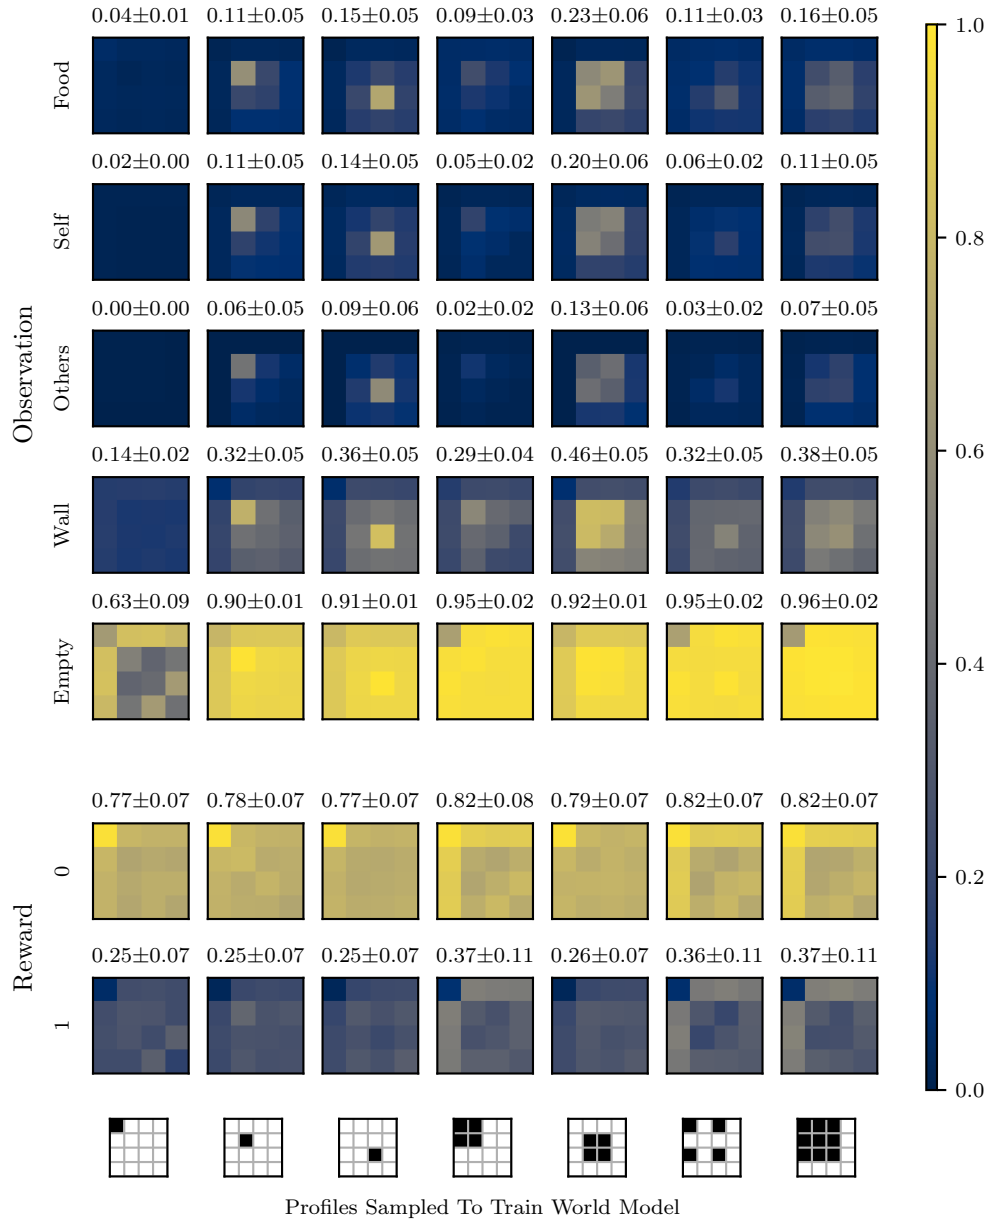 0.04±0.01 0.11±0.05 0.15±0.05 0.09±0.03 0.23±0.06 0.11±0.03 0.16±0.05
Food
0.02±0.00 0.11±0.05 0.14±0.05 0.05±0.02 0.20±0.06 0.06±0.02 0.11±0.05
Self
0.00±0.00 0.06±0.05 0.09±0.06 0.02±0.02 0.13±0.06 0.03±0.02 0.07±0.05
Others
Observation
0.14±0.02 0.32±0.05 0.36±0.05 0.29±0.04 0.46±0.05 0.32±0.05 0.38±0.05
Wall
0.63±0.09 0.90±0.01 0.91±0.01 0.95±0.02 0.92±0.01 0.95±0.02 0.96±0.02
Empty
0.77±0.07 0.78±0.07 0.77±0.07 0.82±0.08 0.79±0.07 0.82±0.07 0.82±0.07
0
Reward
0.25±0.07 0.25±0.07 0.25±0.07 0.37±0.11 0.26±0.07 0.36±0.11 0.37±0.11
1
Profiles Sampled To Train World Model
1.0
0.8
0.6
0.4
0.2
0.0